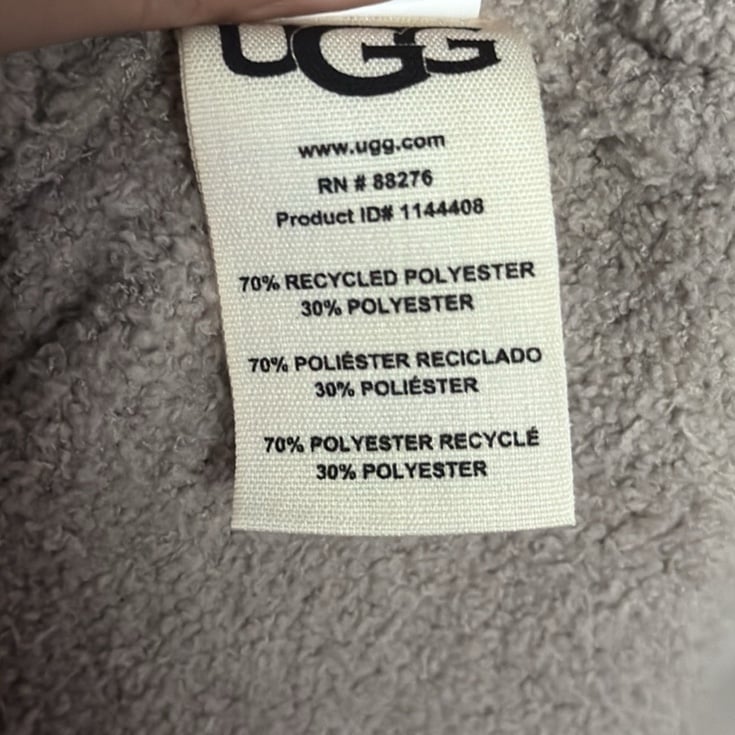 UGG
www.ugg.com
RN # 88276
Product ID# 1144408
70% RECYCLED POLYESTER
30% POLYESTER
70% POLIÉSTER RECICLADO
30% POLIÉSTER
70% POLYESTER RECYCLÉ
30% POLYESTER